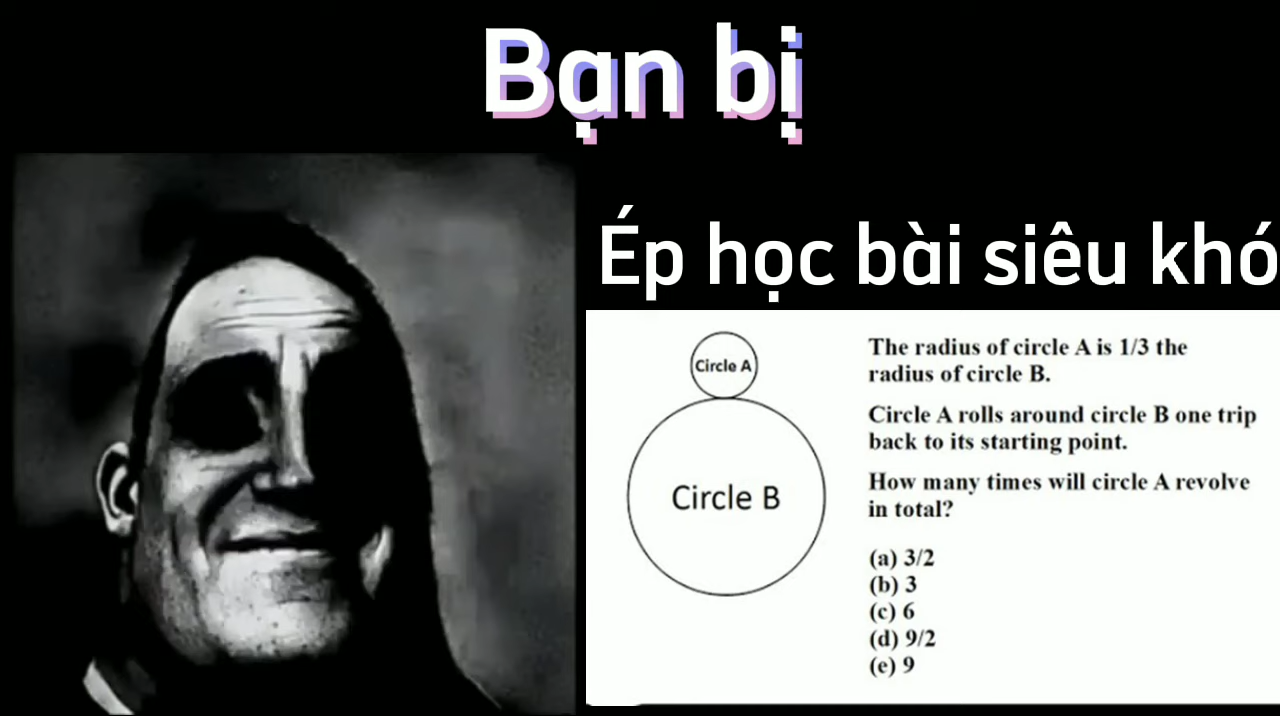 Bạn bị
Ép học bài siêu khó
Circle A
Circle B
The radius of circle A is 1/3 the
radius of circle B.
Circle A rolls around circle B one trip
back to its starting point.
How many times will circle A revolve
in total?
(a) 3/2
(b) 3
(c) 6
(d) 9/2
(e) 9